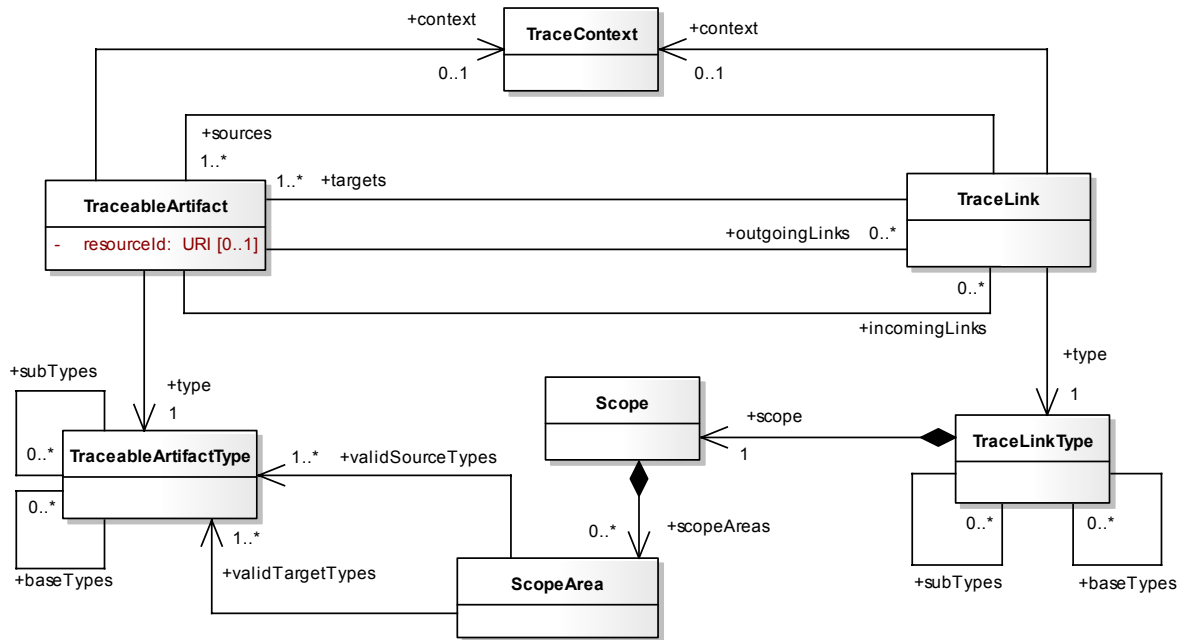 +context
TraceContext
+context
0..1
0..1
+sources
1..*
1..*
+targets
TraceableArtifact
- resourceId: URI [0..1]
TraceLink
+outgoingLinks
0..*
0..*
+incomingLinks
+subTypes
+type
1
0..*
TraceableArtifactType
0..*
+baseTypes
1..*
+validSourceTypes
1..*
+validTargetTypes
Scope
+scope
1
0..*
+scopeAreas
ScopeArea
+type
1
TraceLinkType
0..*
0..*
+subTypes
+baseTypes